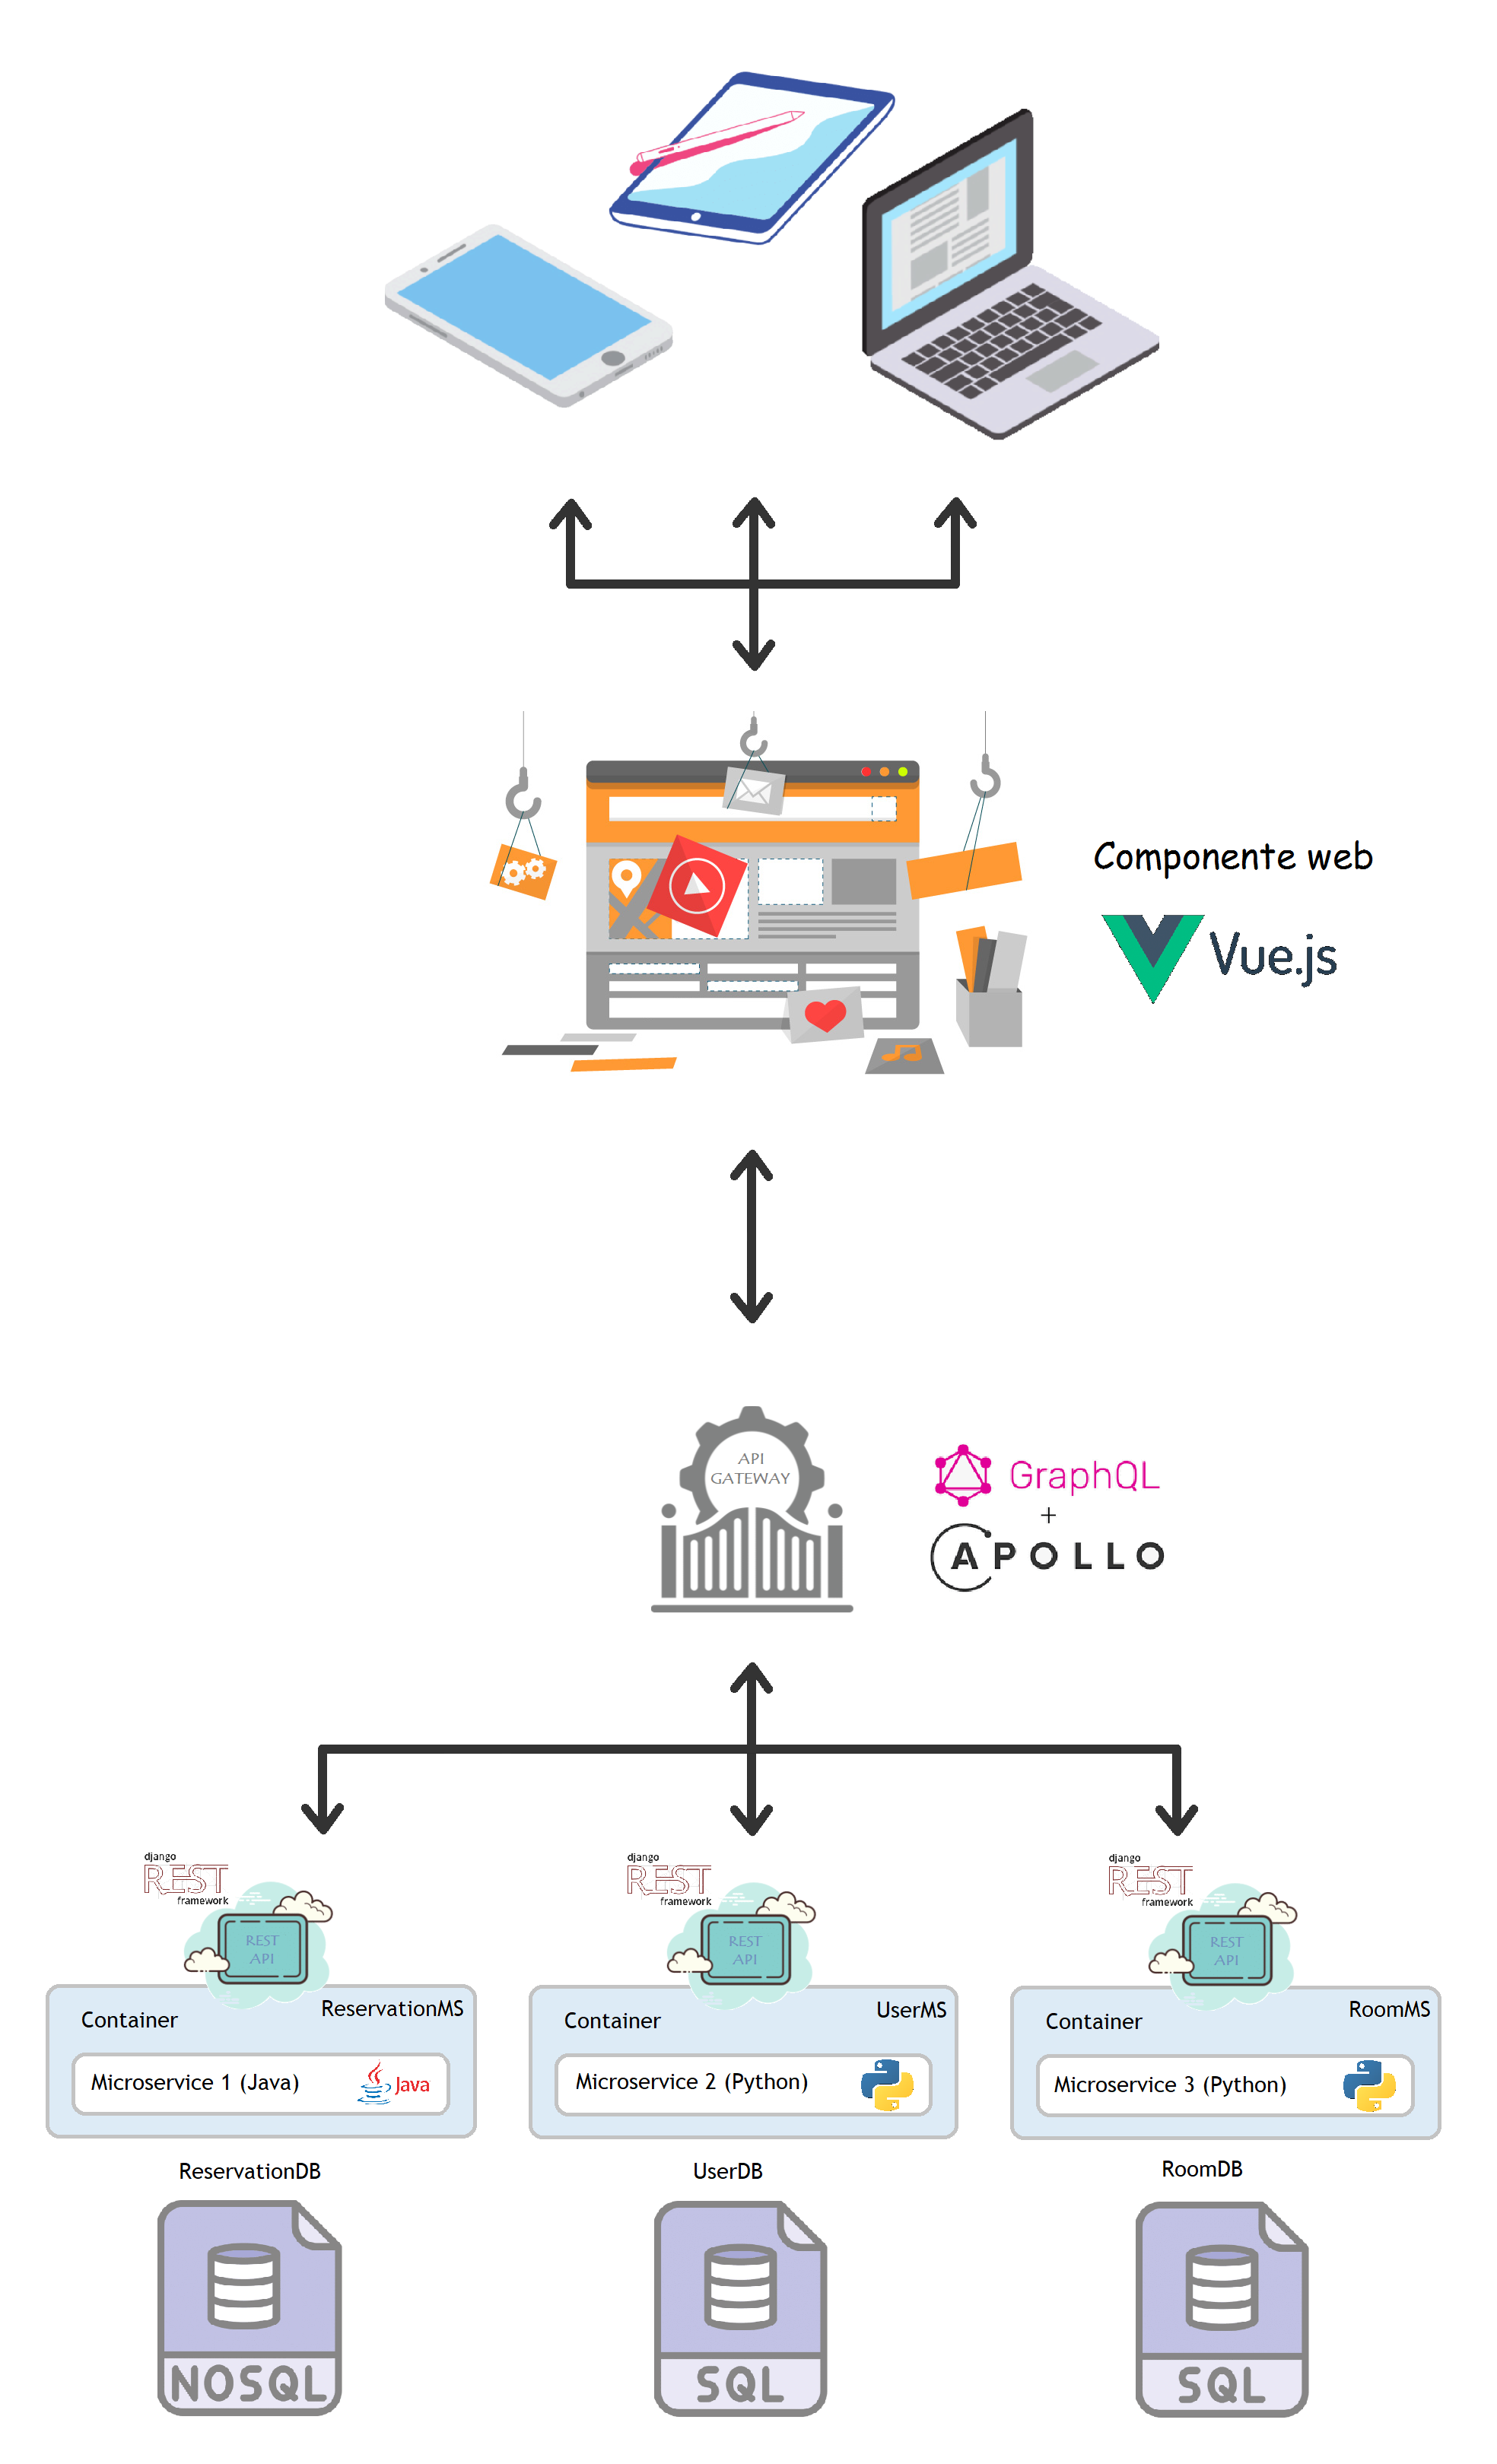 Componente web
Vue.js
API
GATEWAY
GraphQL
+
APOLLO
django
REST
framework
REST
API
Container
ReservationMS
Microservice 1 (Java)
Java
ReservationDB
NOSQL
django
REST
framework
REST
API
Container
UserMS
Microservice 2 (Python)
UserDB
SQL
django
REST
framework
REST
API
Container
RoomMS
Microservice 3 (Python)
RoomDB
SQL